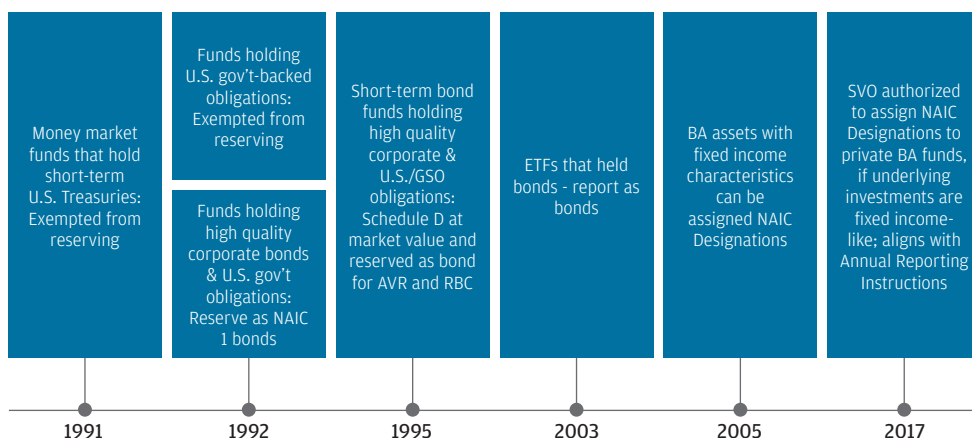 Money market
funds that hold
short-term
U.S. Treasuries:
Exempted from
reserving
Funds holding
U.S. gov’t-backed
obligations:
Exempted from
reserving
Funds holding
high quality
corporate bonds
& U.S. gov’t
obligations:
Reserve as NAIC
1 bonds
Short-term bond
funds holding
high quality
corporate &
U.S./GSO
obligations:
Schedule D at
market value and
reserved as bond
for AVR and RBC
ETFs that held
bonds - report as
bonds
BA assets with
fixed income
characteristics
can be
assigned NAIC
Designations
SVO authorized
to assign NAIC
Designations to
private BA funds,
if underlying
investments are
fixed income-
like; aligns with
Annual Reporting
Instructions
1991
1992
1995
2003
2005
2017